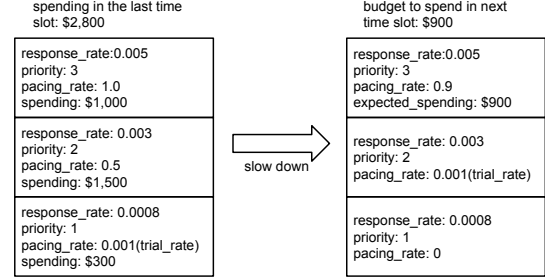 spending in the last time
slot: $2,800
response_rate:0.005
priority: 3
pacing_rate: 1.0
spending: $1,000
response_rate: 0.003
priority: 2
pacing_rate: 0.5
spending: $1,500
response_rate: 0.0008
priority: 1
pacing_rate: 0.001(trial_rate)
spending: $300
slow down
budget to spend in next
time slot: $900
response_rate:0.005
priority: 3
pacing_rate: 0.9
expected_spending: $900
response_rate: 0.003
priority: 2
pacing_rate: 0.001(trial_rate)
response_rate: 0.0008
priority: 1
pacing_rate: 0